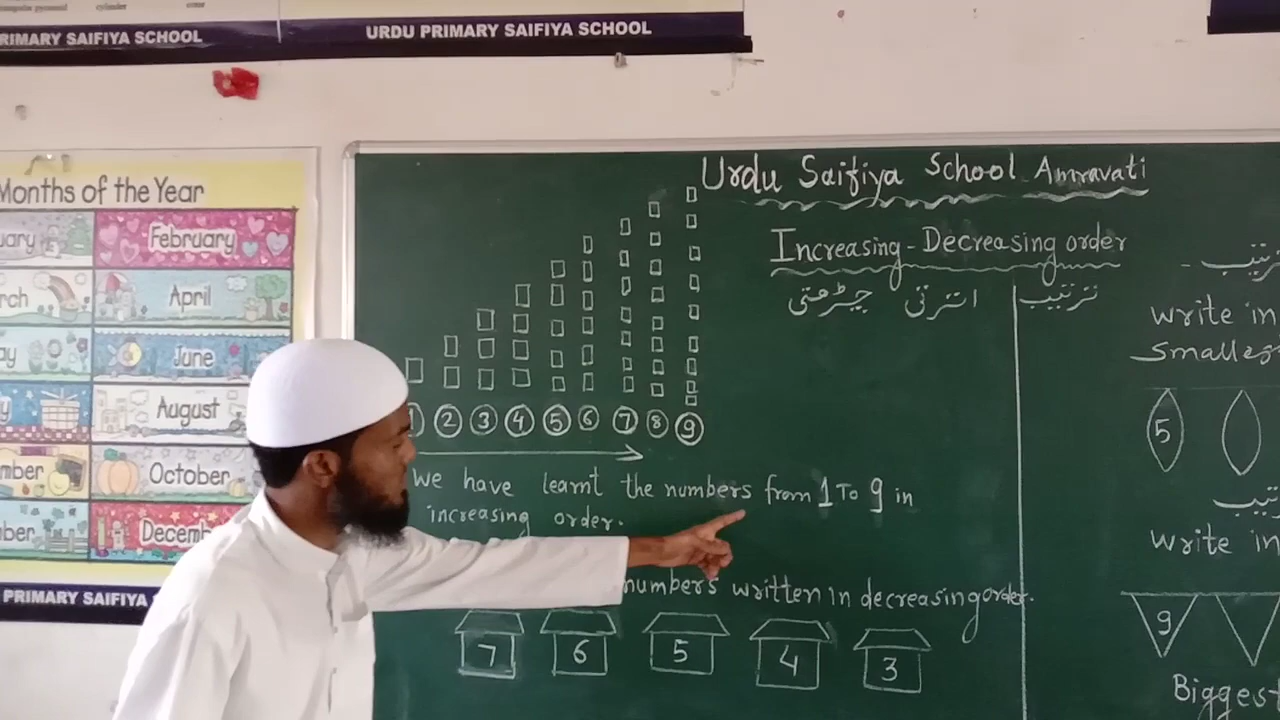 cylinder
PRIMARY SAIFIYA SCHOOL
URDU PRIMARY SAIFIYA SCHOOL
Months of the Year
February
April
June
August
October
PRIMARY SAIFIYA
Urdu Saifiya School Amravati
Increasing - Decreasing order
چڑھتی اترتی ترتیب
1 2 3 4 5 6 7 8 9
we have learnt the numbers from 1 To 9 in
increasing order.
numbers written in decreasing order.
7 6 5 4 3
ترتیب
write in
5
ترتیب
write in
9
Biggest